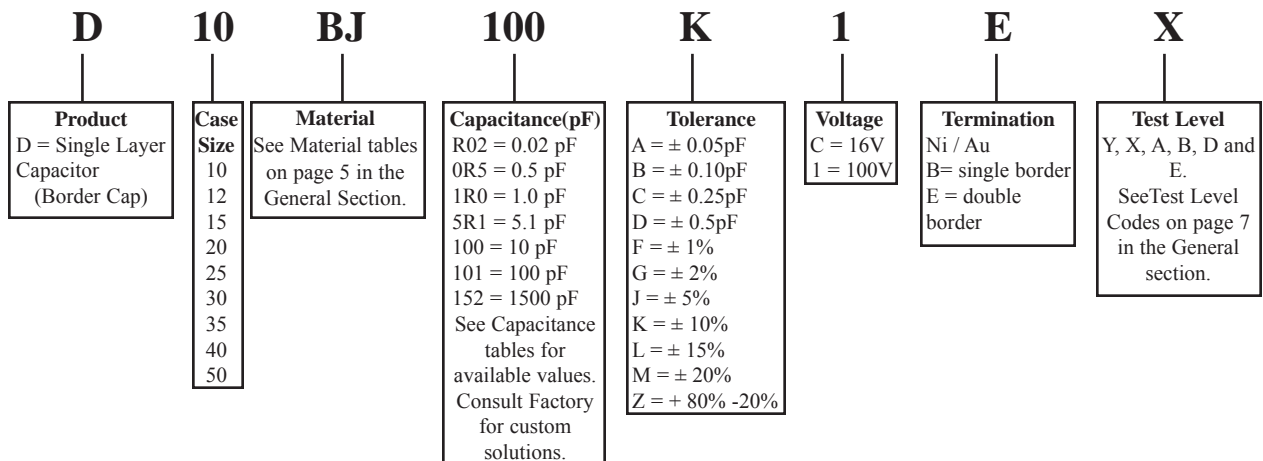 D 10 BJ 100 K 1 E X
Product
D = Single Layer
Capacitor
(Border Cap)
Case
Size
10
12
15
20
25
30
35
40
50
Material
See Material tables
on page 5 in the
General Section.
Capacitance(pF)
R02 = 0.02 pF
0R5 = 0.5 pF
1R0 = 1.0 pF
5R1 = 5.1 pF
100 = 10 pF
101 = 100 pF
152 = 1500 pF
See Capacitance
tables for
available values.
Consult Factory
for custom
solutions.
Tolerance
A = ± 0.05pF
B = ± 0.10pF
C = ± 0.25pF
D = ± 0.5pF
F = ± 1%
G = ± 2%
J = ± 5%
K = ± 10%
L = ± 15%
M = ± 20%
Z = + 80% -20%
Voltage
C = 16V
1 = 100V
Termination
Ni / Au
B= single border
E = double
border
Test Level
Y, X, A, B, D and
E.
SeeTest Level
Codes on page 7
in the General
section.